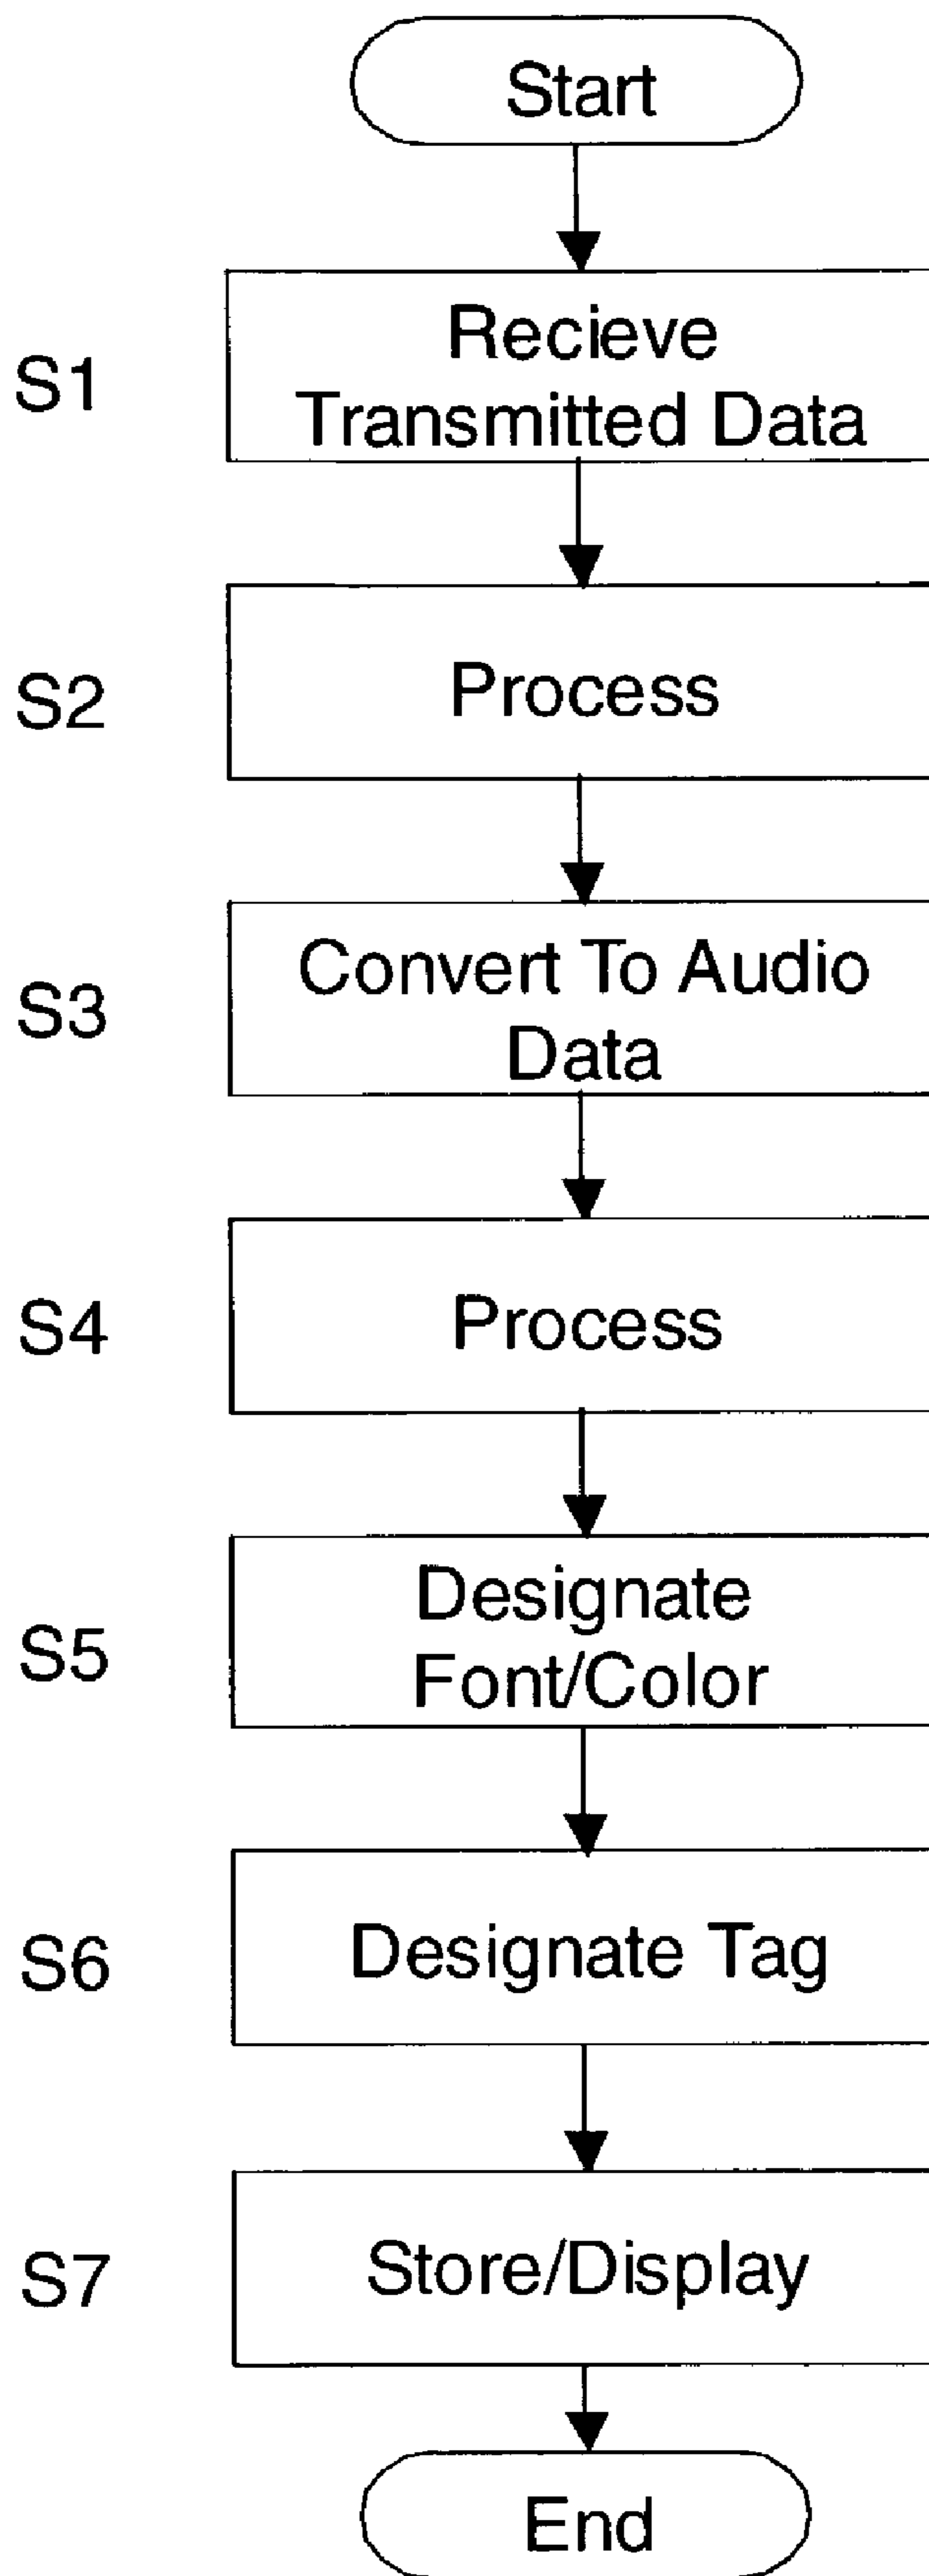 Start
S1
Recieve
Transmitted Data
S2
Process
S3
Convert To Audio
Data
S4
Process
S5
Designate
Font/Color
S6
Designate Tag
S7
Store/Display
End